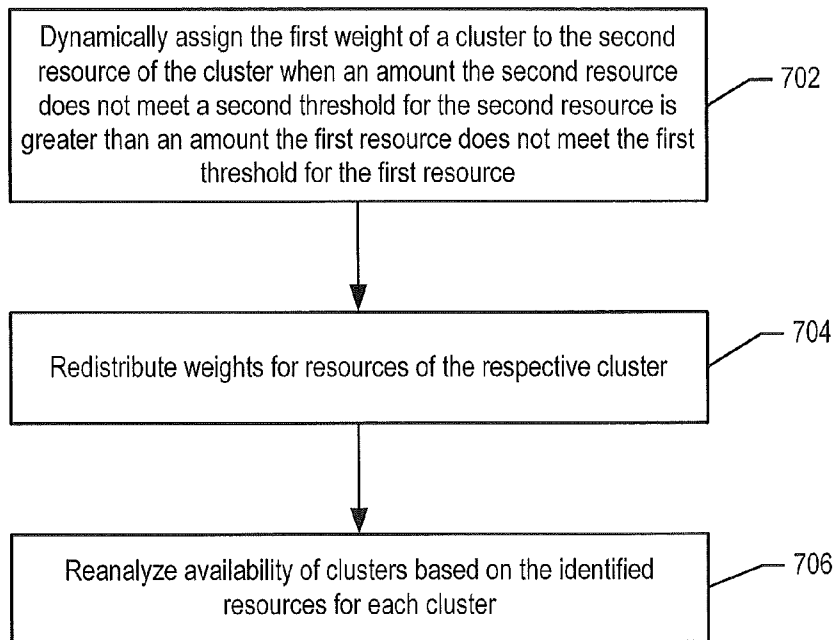 Dynamically assign the first weight of a cluster to the second
resource of the cluster when an amount the second resource
does not meet a second threshold for the second resource is
greater than an amount the first resource does not meet the first
threshold for the first resource
702
Redistribute weights for resources of the respective cluster
704
Reanalyze availability of clusters based on the identified
resources for each cluster
706